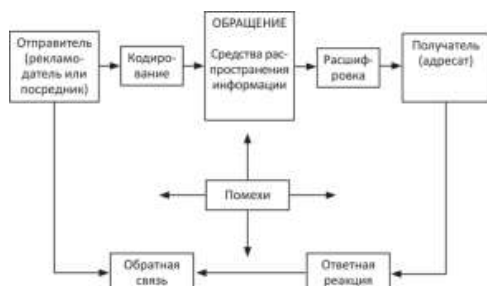 Отправитель
(рекламо-
датель или
посредник)
Кодиро-
вание
ОБРАЩЕНИЕ
Средства рас-
пространения
информации
Расшиф-
ровка
Получатель
(адресат)
Помехи
Обратная
связь
Ответная
реакция